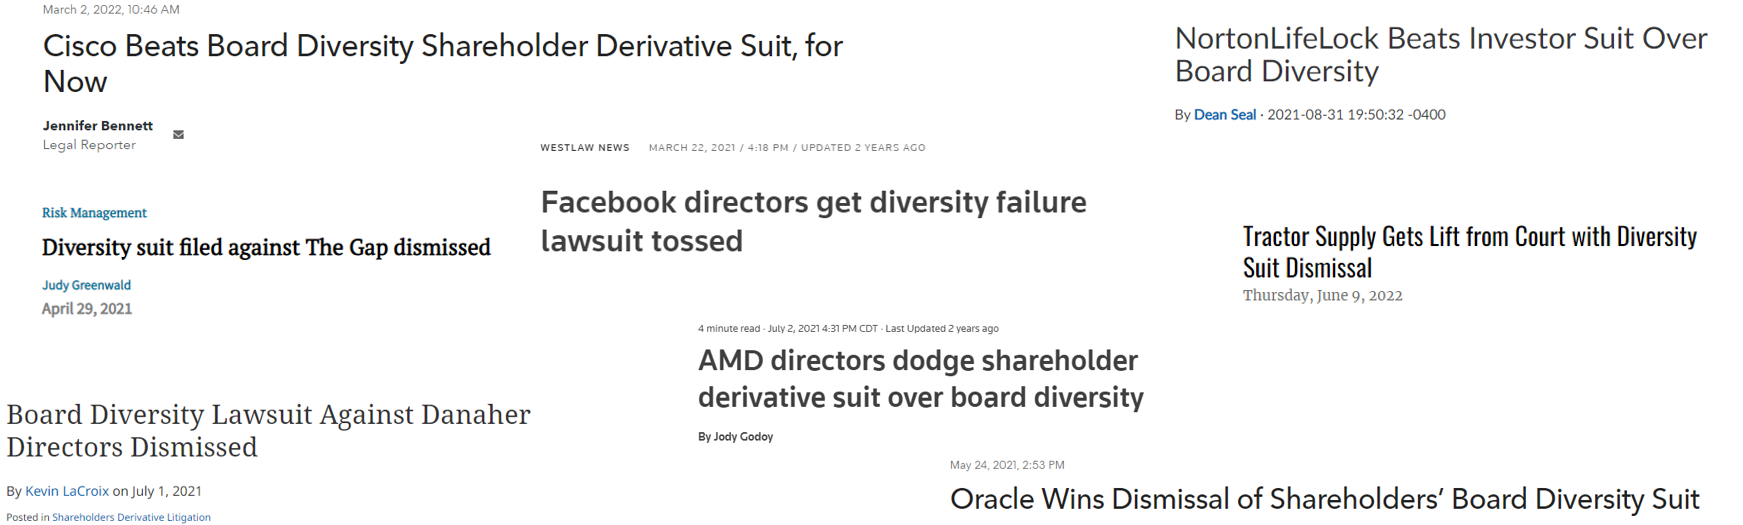 March 2, 2022, 10:46 AM
Cisco Beats Board Diversity Shareholder Derivative Suit, for
Now
Jennifer Bennett
Legal Reporter
NortonLifeLock Beats Investor Suit Over
Board Diversity
By Dean Seal · 2021-08-31 19:50:32 -0400
WESTLAW NEWS MARCH 22, 2021 / 4:18 PM / UPDATED 2 YEARS AGO
Facebook directors get diversity failure
lawsuit tossed
Risk Management
Diversity suit filed against The Gap dismissed
Judy Greenwald
April 29, 2021
Tractor Supply Gets Lift from Court with Diversity
Suit Dismissal
Thursday, June 9, 2022
4 minute read · July 2, 2021 4:31 PM CDT · Last Updated 2 years ago
AMD directors dodge shareholder
derivative suit over board diversity
By Jody Godoy
Board Diversity Lawsuit Against Danaher
Directors Dismissed
By Kevin LaCroix on July 1, 2021
Posted in Shareholders Derivative Litigation
May 24, 2021, 2:53 PM
Oracle Wins Dismissal of Shareholders’ Board Diversity Suit